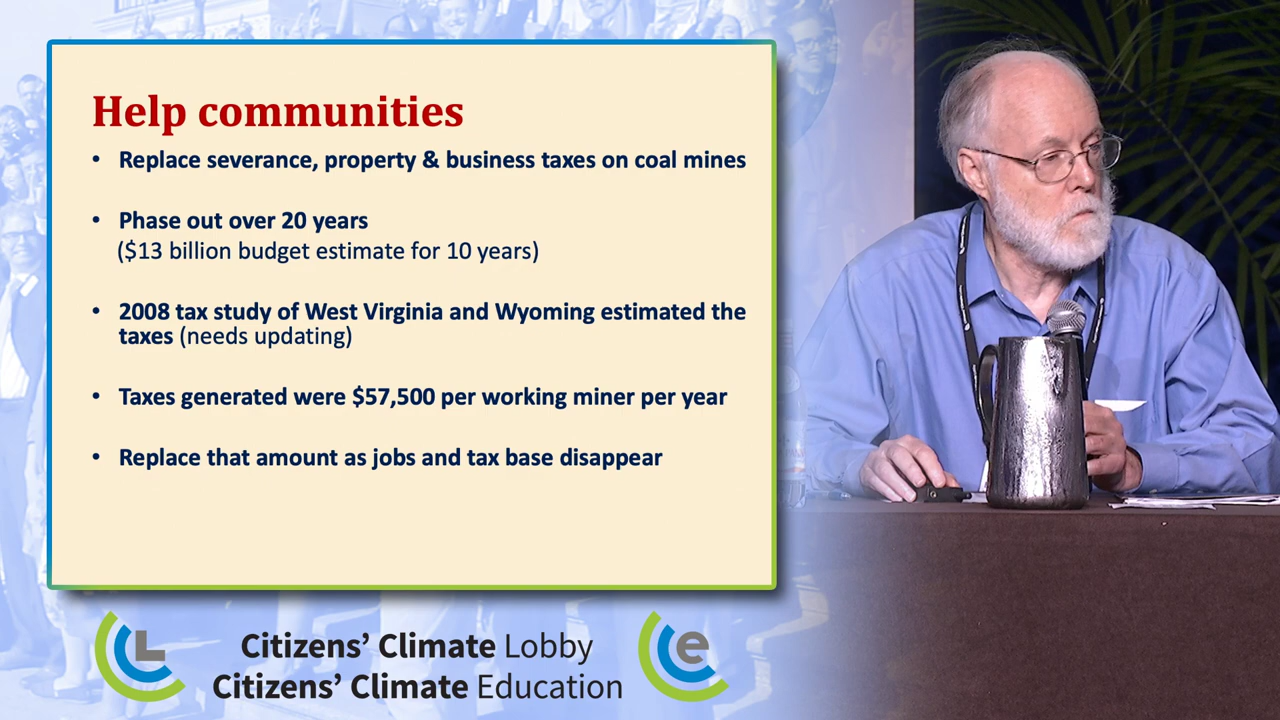 Help communities
• Replace severance, property & business taxes on coal mines
• Phase out over 20 years
($13 billion budget estimate for 10 years)
• 2008 tax study of West Virginia and Wyoming estimated the
taxes (needs updating)
• Taxes generated were $57,500 per working miner per year
• Replace that amount as jobs and tax base disappear
L
Citizens’ Climate Lobby
Citizens’ Climate Education
e